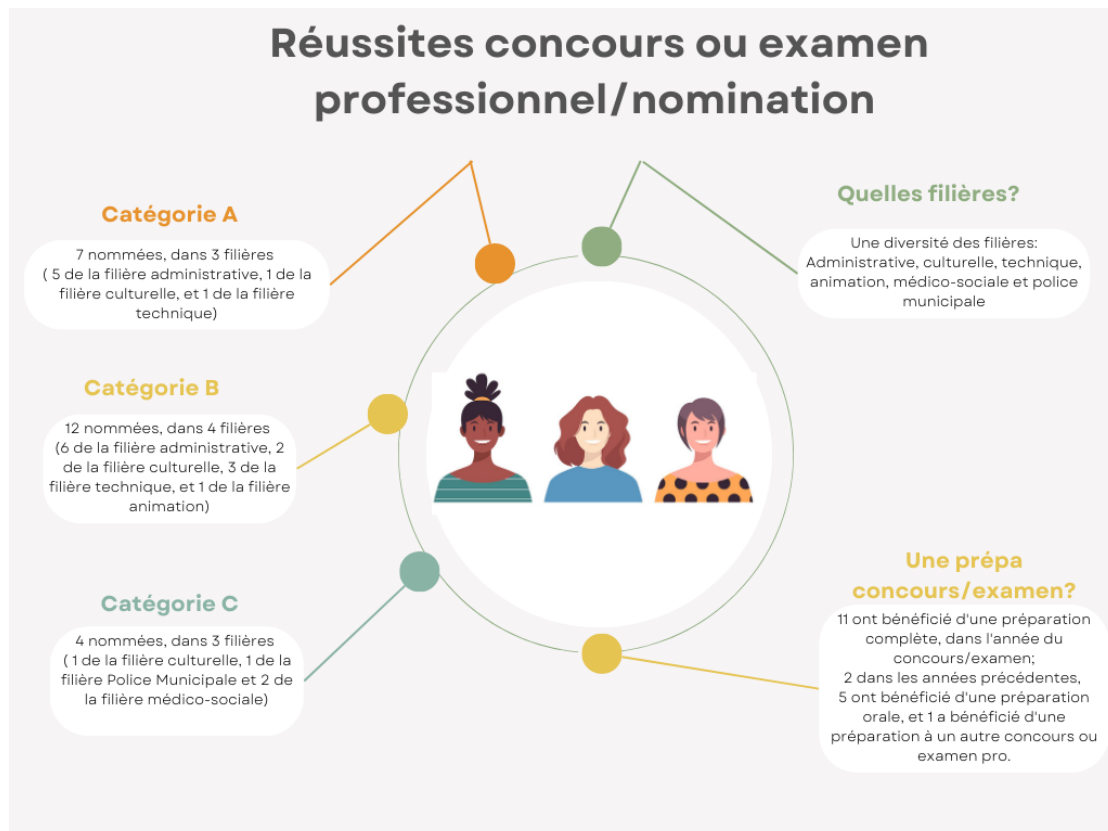 Réussites concours ou examen
professionnel/nomination
Catégorie A
7 nommées, dans 3 filières
( 5 de la filière administrative, 1 de la
filière culturelle, et 1 de la filière
technique)
Catégorie B
12 nommées, dans 4 filières
(6 de la filière administrative, 2
de la filière culturelle, 3 de la
filière technique, et 1 de la filière
animation)
Catégorie C
4 nommées, dans 3 filières
( 1 de la filière culturelle, 1 de la
filière Police Municipale et 2 de
la filière médico-sociale)
Quelles filières?
Une diversité des filières:
Administrative, culturelle, technique,
animation, médico-sociale et police
municipale
Une prépa
concours/examen?
11 ont bénéficié d'une préparation
complète, dans l'année du
concours/examen;
2 dans les années précédentes,
5 ont bénéficié d'une préparation
orale, et 1 a bénéficié d'une
préparation à un autre concours ou
examen pro.